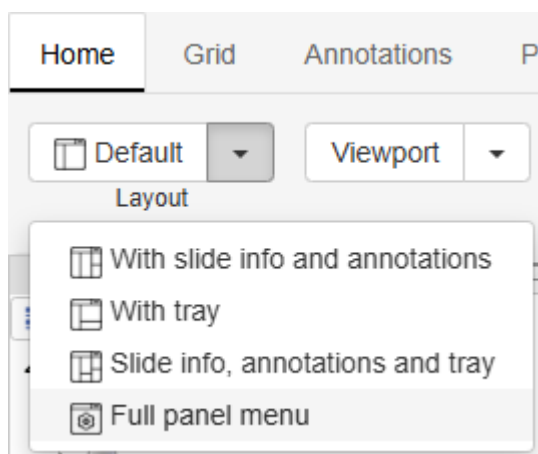 Home Grid Annotations P
Default Viewport
Layout
With slide info and annotations
With tray
Slide info, annotations and tray
Full panel menu